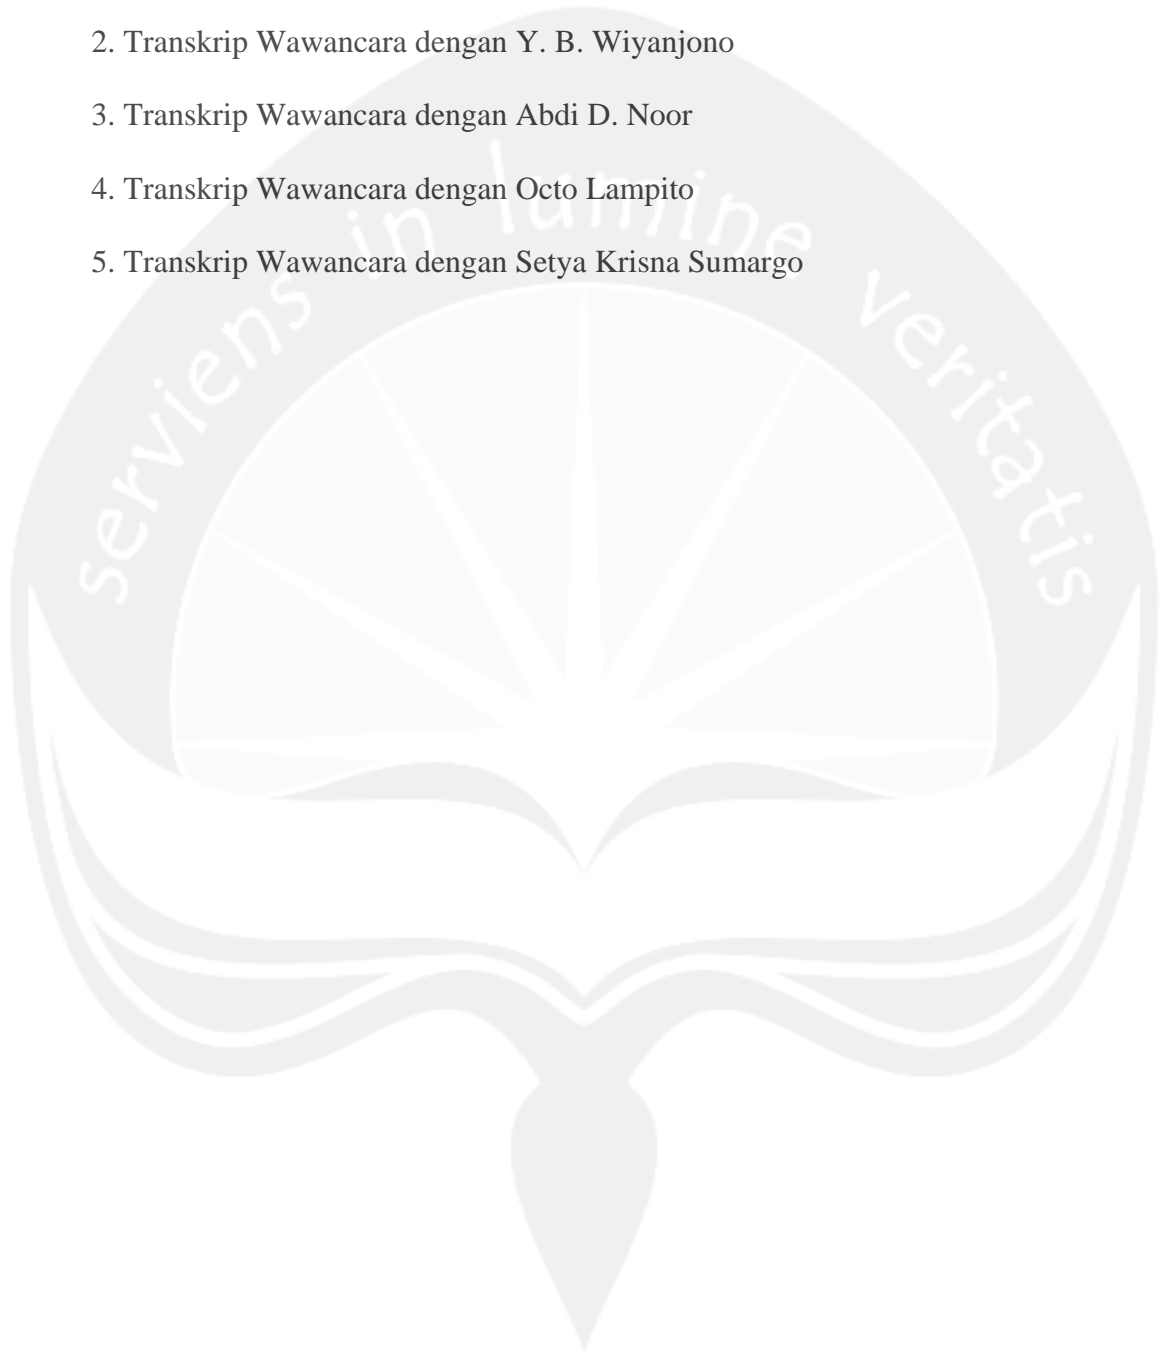 2. Transkrip Wawancara dengan Y. B. Wiyanjono
3. Transkrip Wawancara dengan Abdi D. Noor
4. Transkrip Wawancara dengan Octo Lampito
5. Transkrip Wawancara dengan Setya Krisna Sumargo
serviens in lumine veritatis